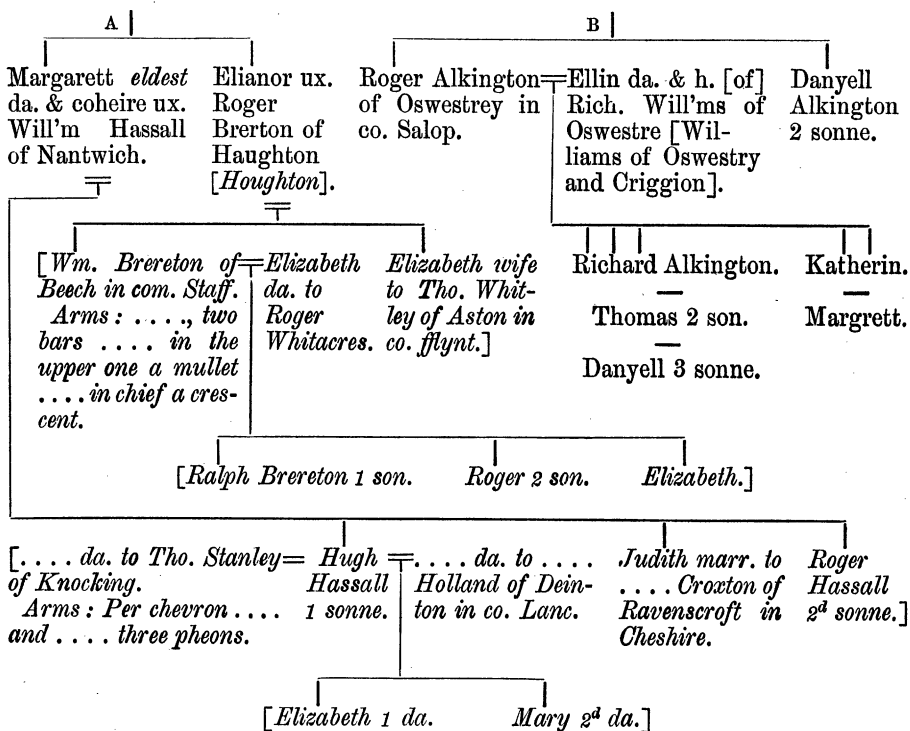 A
B
Margarett eldest
da. & coheire ux.
Will'm Hassall
of Nantwich.
Elianor ux.
Roger
Brerton of
Haughton
[Houghton].
Roger Alkington
of Oswestrey in
co. Salop.
Ellin da. & h. [of]
Rich. Will'ms of
Oswestre [Wil-
liams of Oswestry
and Criggion].
Danyell
Alkington
2 sonne.
[Wm. Brereton of
Beech in com. Staff.
Arms: . . . ., two
bars . . . . in the
upper one a mullet
. . . . in chief a cres-
cent.
Elizabeth
da. to
Roger
Whitacres.
Elizabeth wife
to Tho. Whit-
ley of Aston in
co. fflynt.]
Richard Alkington.
Thomas 2 son.
Danyell 3 sonne.
Katherin.
Margrett.
[Ralph Brereton 1 son.
Roger 2 son.
Elizabeth.]
[. . . . da. to Tho. Stanley
of Knocking.
Arms: Per chevron . . . .
and . . . . three pheons.
= Hugh
Hassall
1 sonne.
. . . . da. to . . . .
Holland of Dein-
ton in co. Lanc.
Judith marr. to
. . . . Croxton of
Ravenscroft in
Cheshire.
Roger
Hassall
2d sonne.]
[Elizabeth 1 da.
Mary 2d da.]